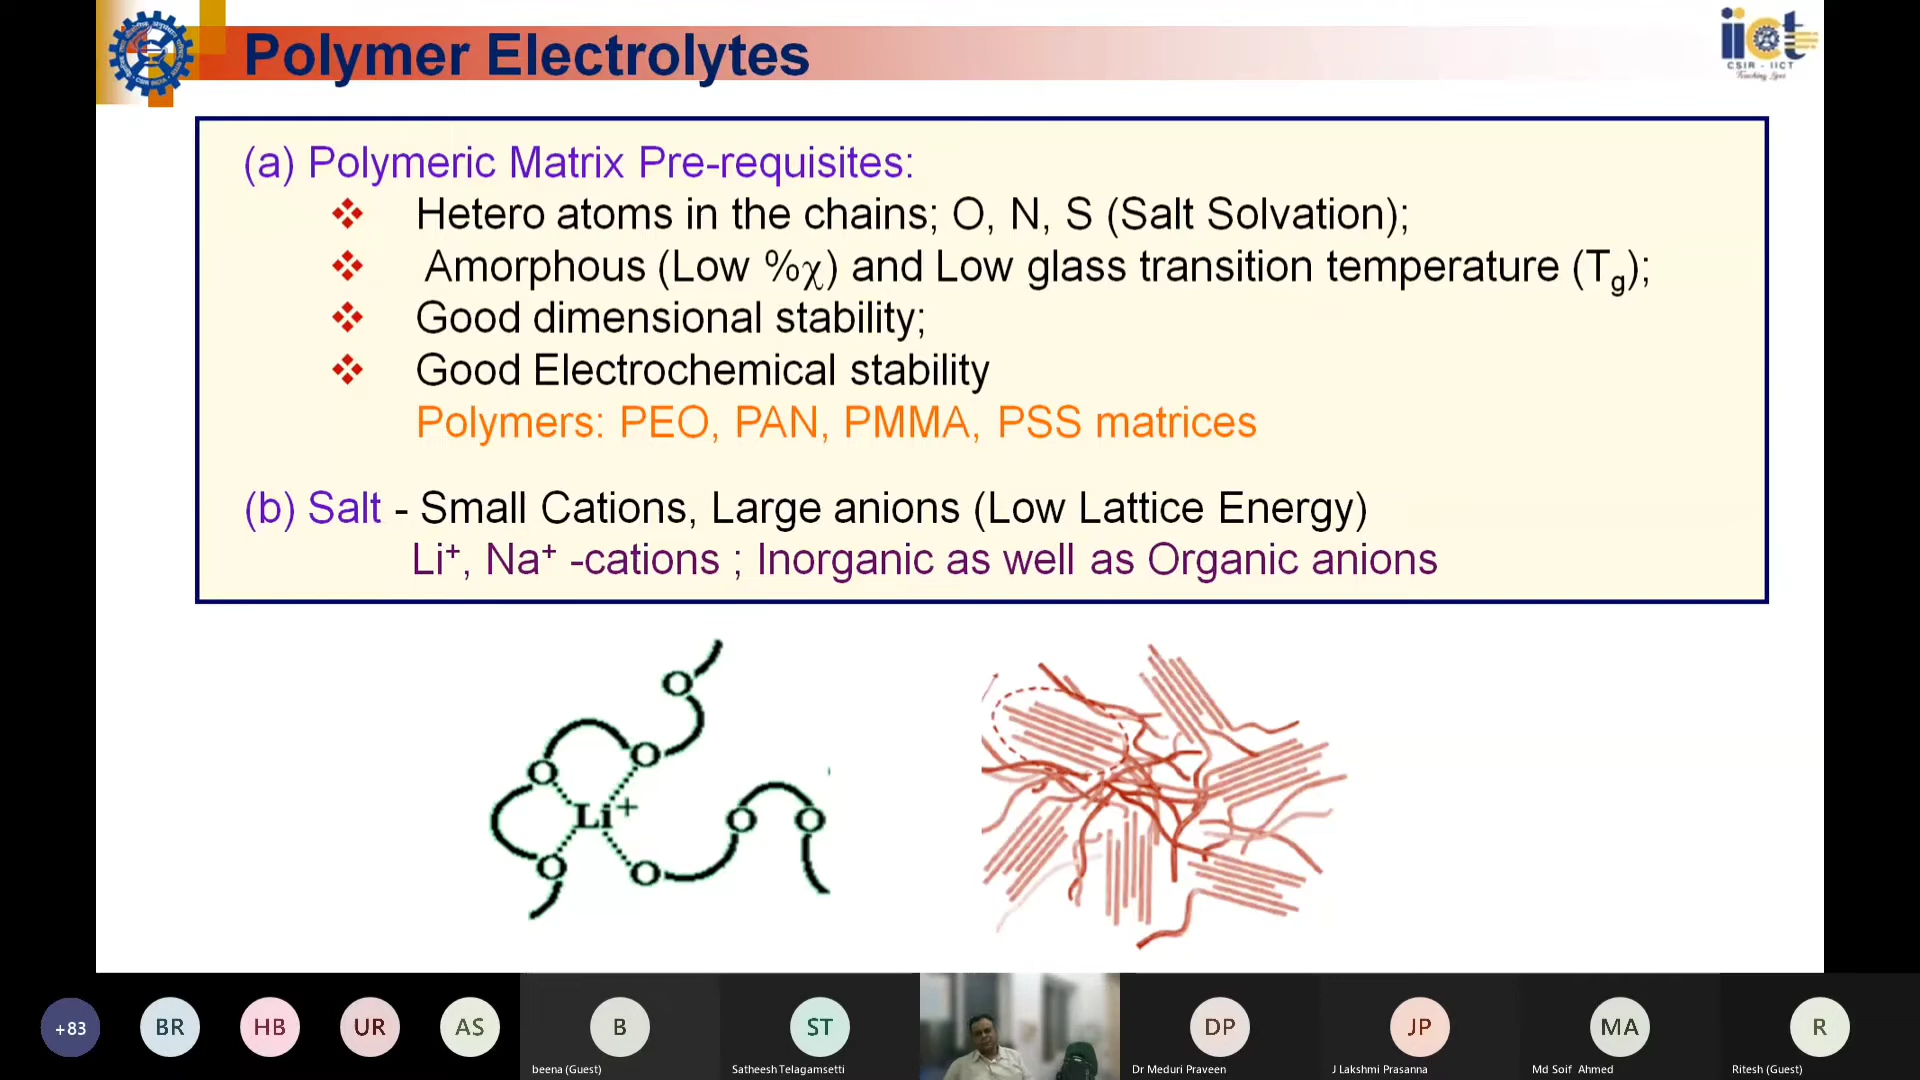 Polymer Electrolytes
iict
CSIR - IICT
Touching Lives
(a) Polymeric Matrix Pre-requisites:
❖ Hetero atoms in the chains; O, N, S (Salt Solvation);
❖ Amorphous (Low %χ) and Low glass transition temperature (Tg);
❖ Good dimensional stability;
❖ Good Electrochemical stability
Polymers: PEO, PAN, PMMA, PSS matrices
(b) Salt - Small Cations, Large anions (Low Lattice Energy)
Li⁺, Na⁺ -cations ; Inorganic as well as Organic anions
O
O
O
Li⁺
O
O
O
O
+83
BR
HB
UR
AS
B
ST
DP
JP
MA
R
beena (Guest)
Satheesh Telagamsetti
Dr Meduri Praveen
J Lakshmi Prasanna
Md Soif Ahmed
Ritesh (Guest)